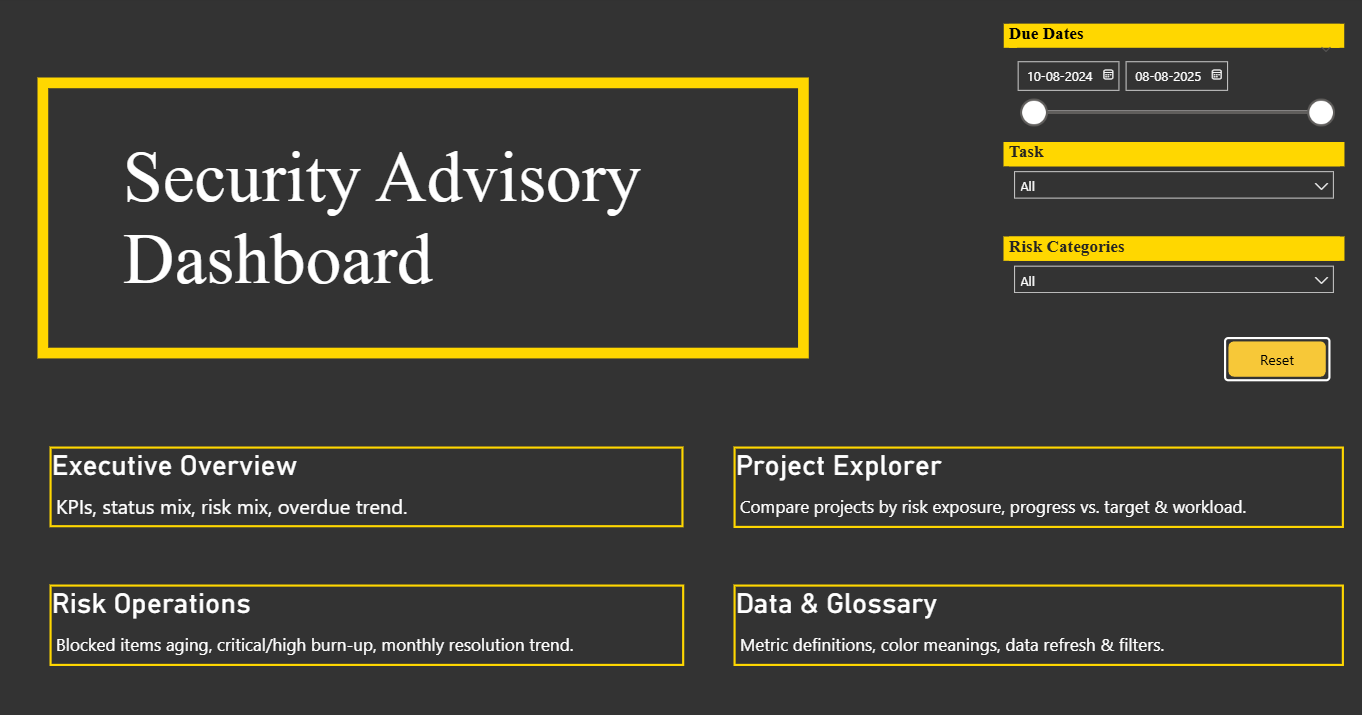 Due Dates
10-08-2024 08-08-2025
Security Advisory
Dashboard
Task
All
Risk Categories
All
Reset
Executive Overview
KPIs, status mix, risk mix, overdue trend.
Project Explorer
Compare projects by risk exposure, progress vs. target & workload.
Risk Operations
Blocked items aging, critical/high burn-up, monthly resolution trend.
Data & Glossary
Metric definitions, color meanings, data refresh & filters.